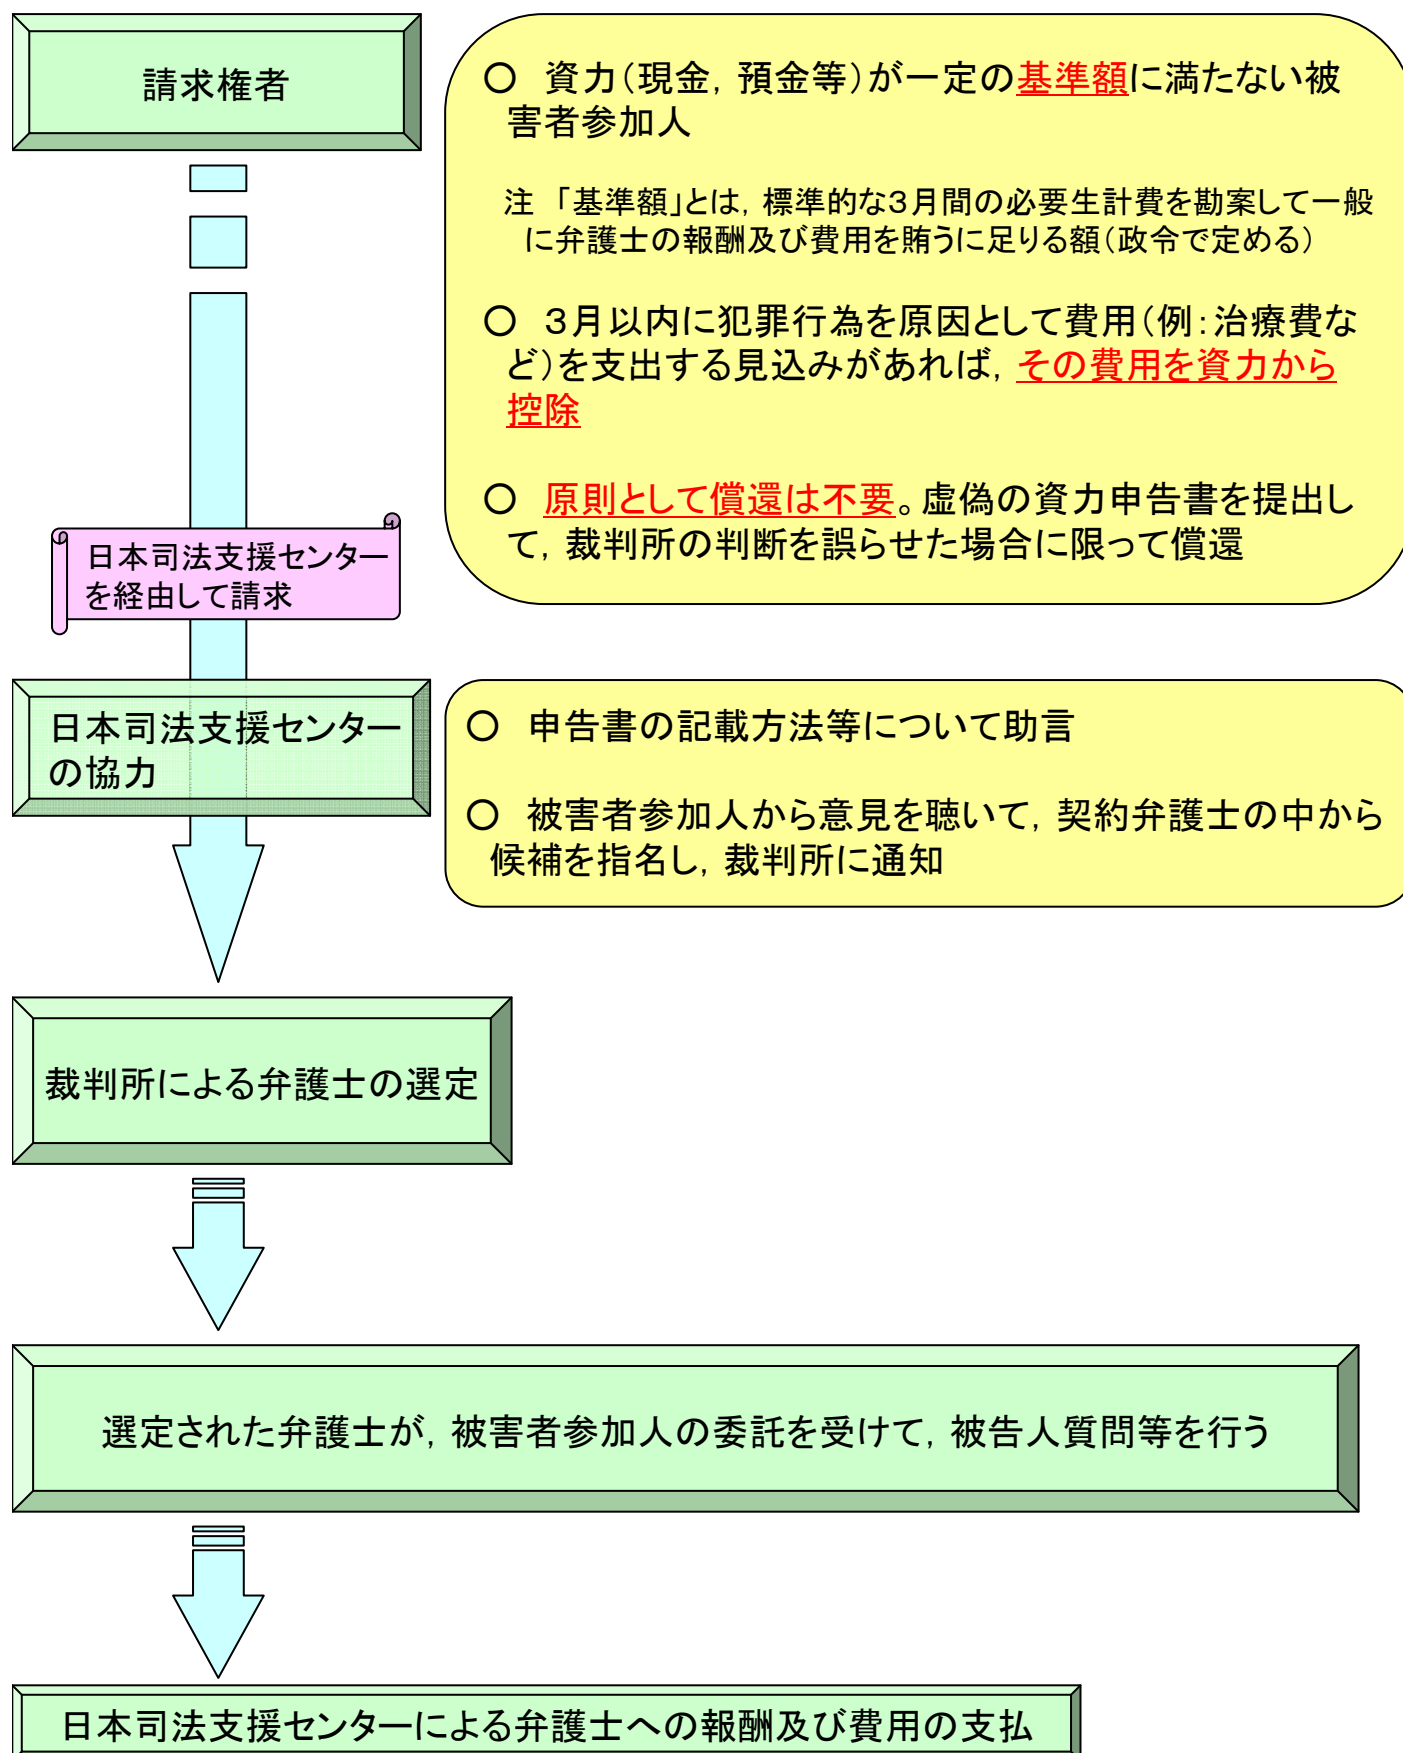 請求権者
○　資力（現金，預金等）が一定の基準額に満たない被
害者参加人
注　「基準額」とは，標準的な３月間の必要生計費を勘案して一般
に弁護士の報酬及び費用を賄うに足りる額（政令で定める）
○　３月以内に犯罪行為を原因として費用（例：治療費な
ど）を支出する見込みがあれば，その費用を資力から
控除
○　原則として償還は不要。虚偽の資力申告書を提出し
て，裁判所の判断を誤らせた場合に限って償還
日本司法支援センター
を経由して請求
日本司法支援センター
の協力
○　申告書の記載方法等について助言
○　被害者参加人から意見を聴いて，契約弁護士の中から
候補を指名し，裁判所に通知
裁判所による弁護士の選定
選定された弁護士が，被害者参加人の委託を受けて，被告人質問等を行う
日本司法支援センターによる弁護士への報酬及び費用の支払